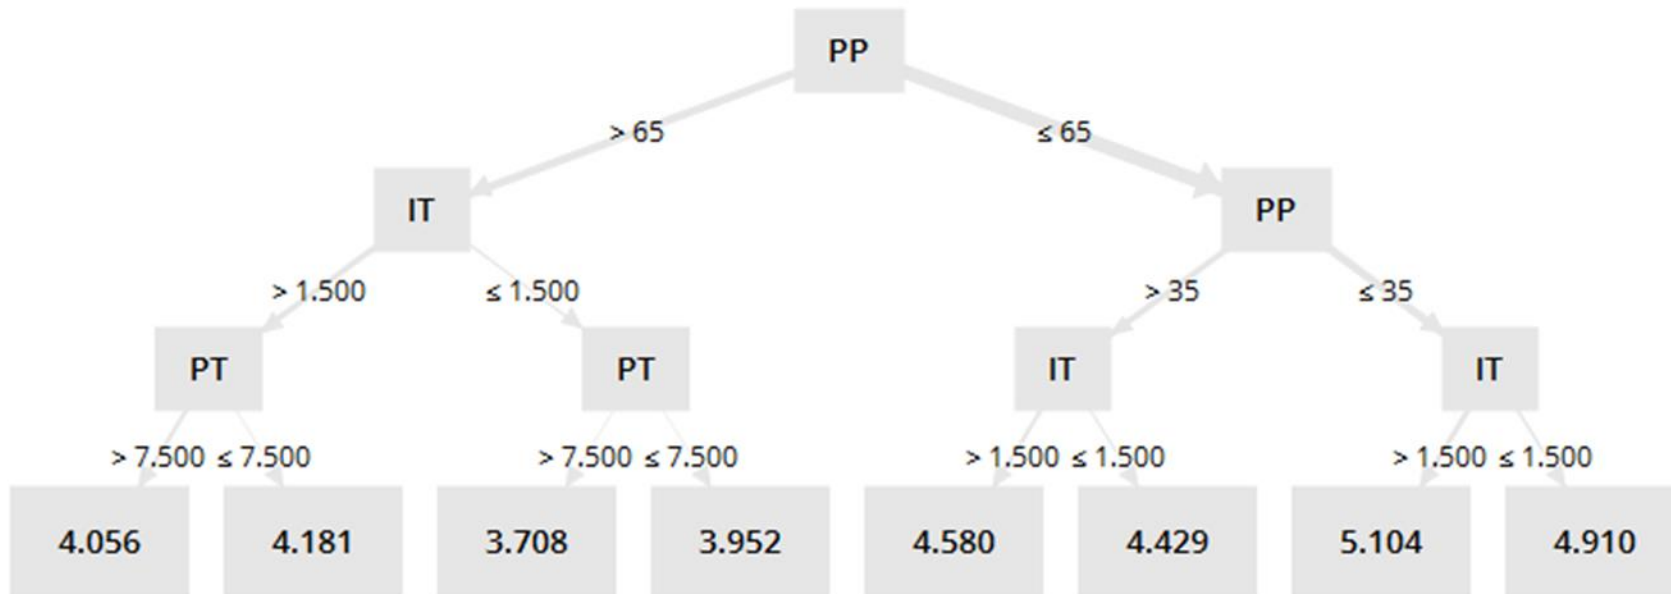 PP
> 65
≤ 65
IT
PP
> 1.500
≤ 1.500
> 35
≤ 35
PT
PT
IT
IT
> 7.500 ≤ 7.500
> 7.500 ≤ 7.500
> 1.500 ≤ 1.500
> 1.500 ≤ 1.500
4.056
4.181
3.708
3.952
4.580
4.429
5.104
4.910